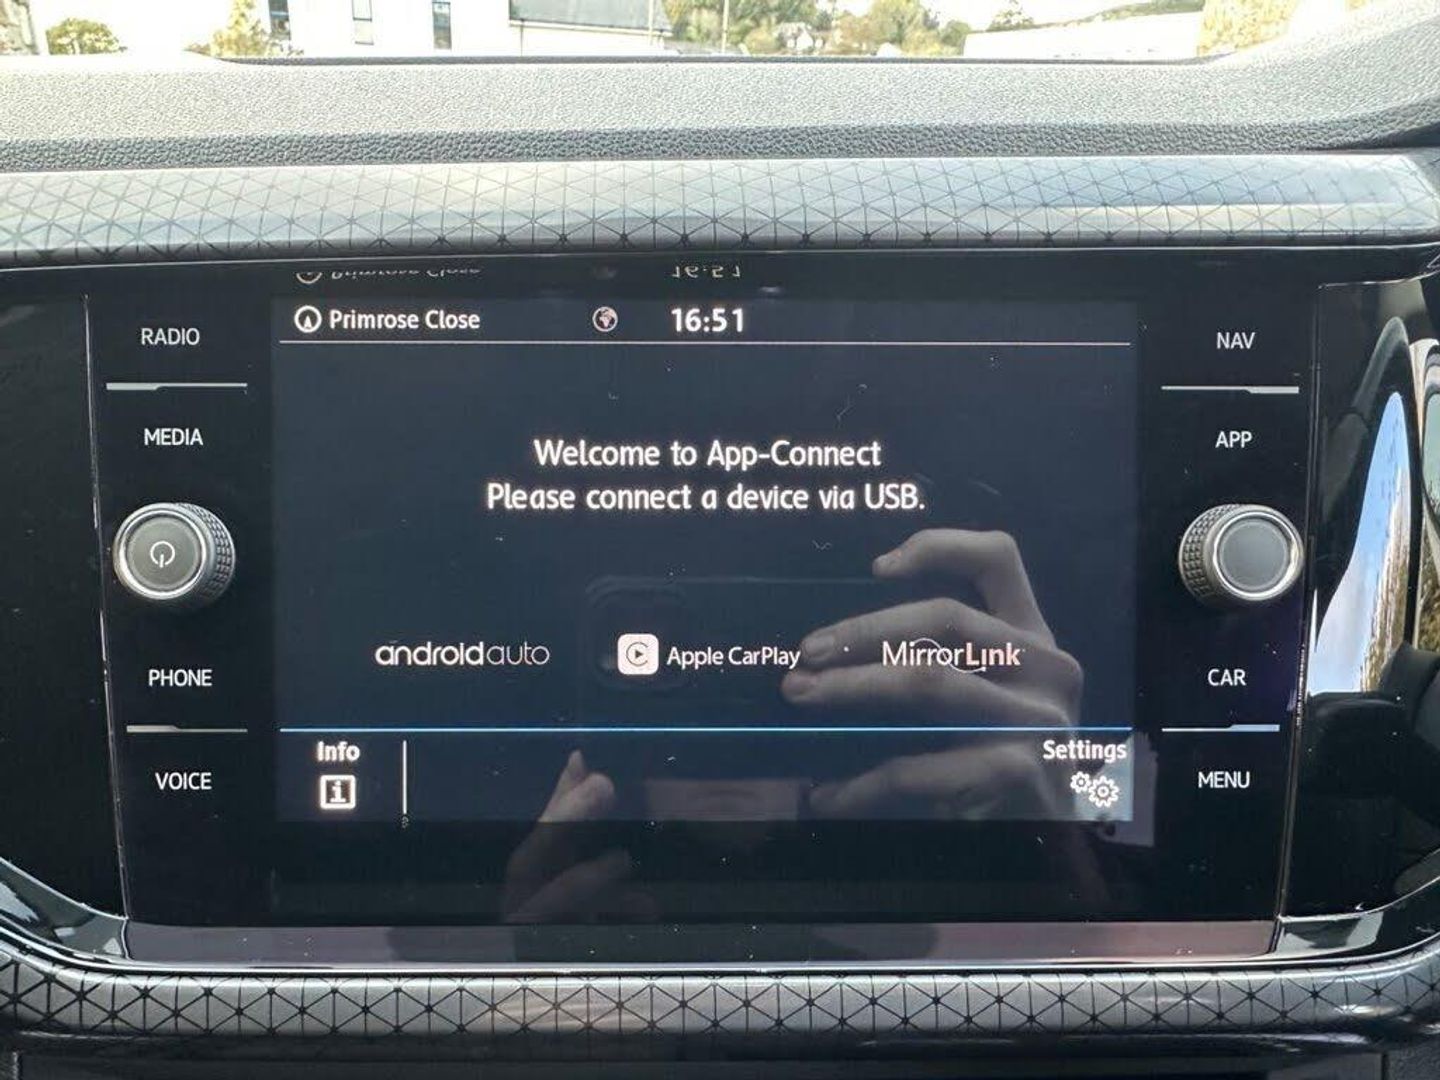 Primrose Close 16:51
RADIO
MEDIA
PHONE
VOICE
NAV
APP
CAR
MENU
Welcome to App-Connect
Please connect a device via USB.
androidauto Apple CarPlay MirrorLink
Info
Settings